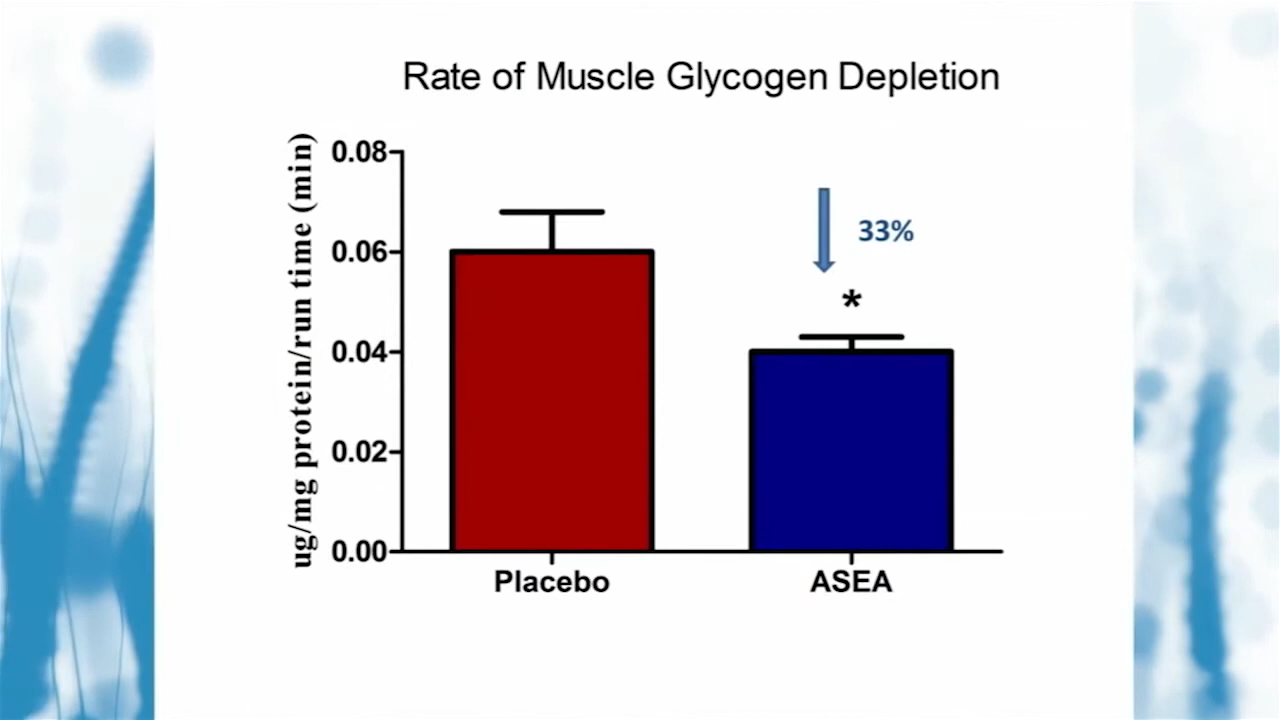 Rate of Muscle Glycogen Depletion
ug/mg protein/run time (min)
0.08
0.06
0.04
0.02
0.00
33%
*
Placebo
ASEA